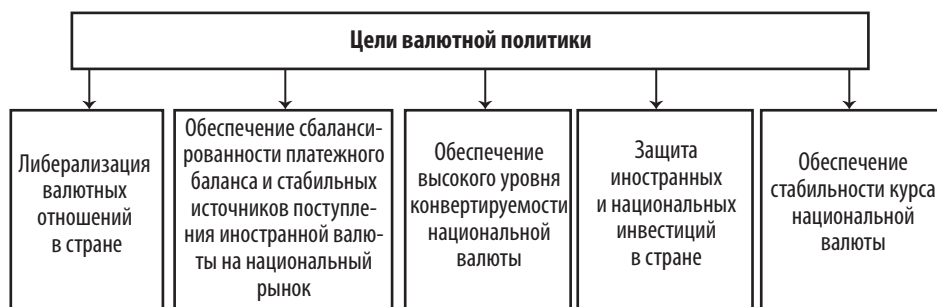 Цели валютной политики
Либерализация
валютных
отношений
в стране
Обеспечение сбаланси-
рованности платежного
баланса и стабильных
источников поступле-
ния иностранной валю-
ты на национальный
рынок
Обеспечение
высокого уровня
конвертируемости
национальной
валюты
Защита
иностранных
и национальных
инвестиций
в стране
Обеспечение
стабильности курса
национальной
валюты